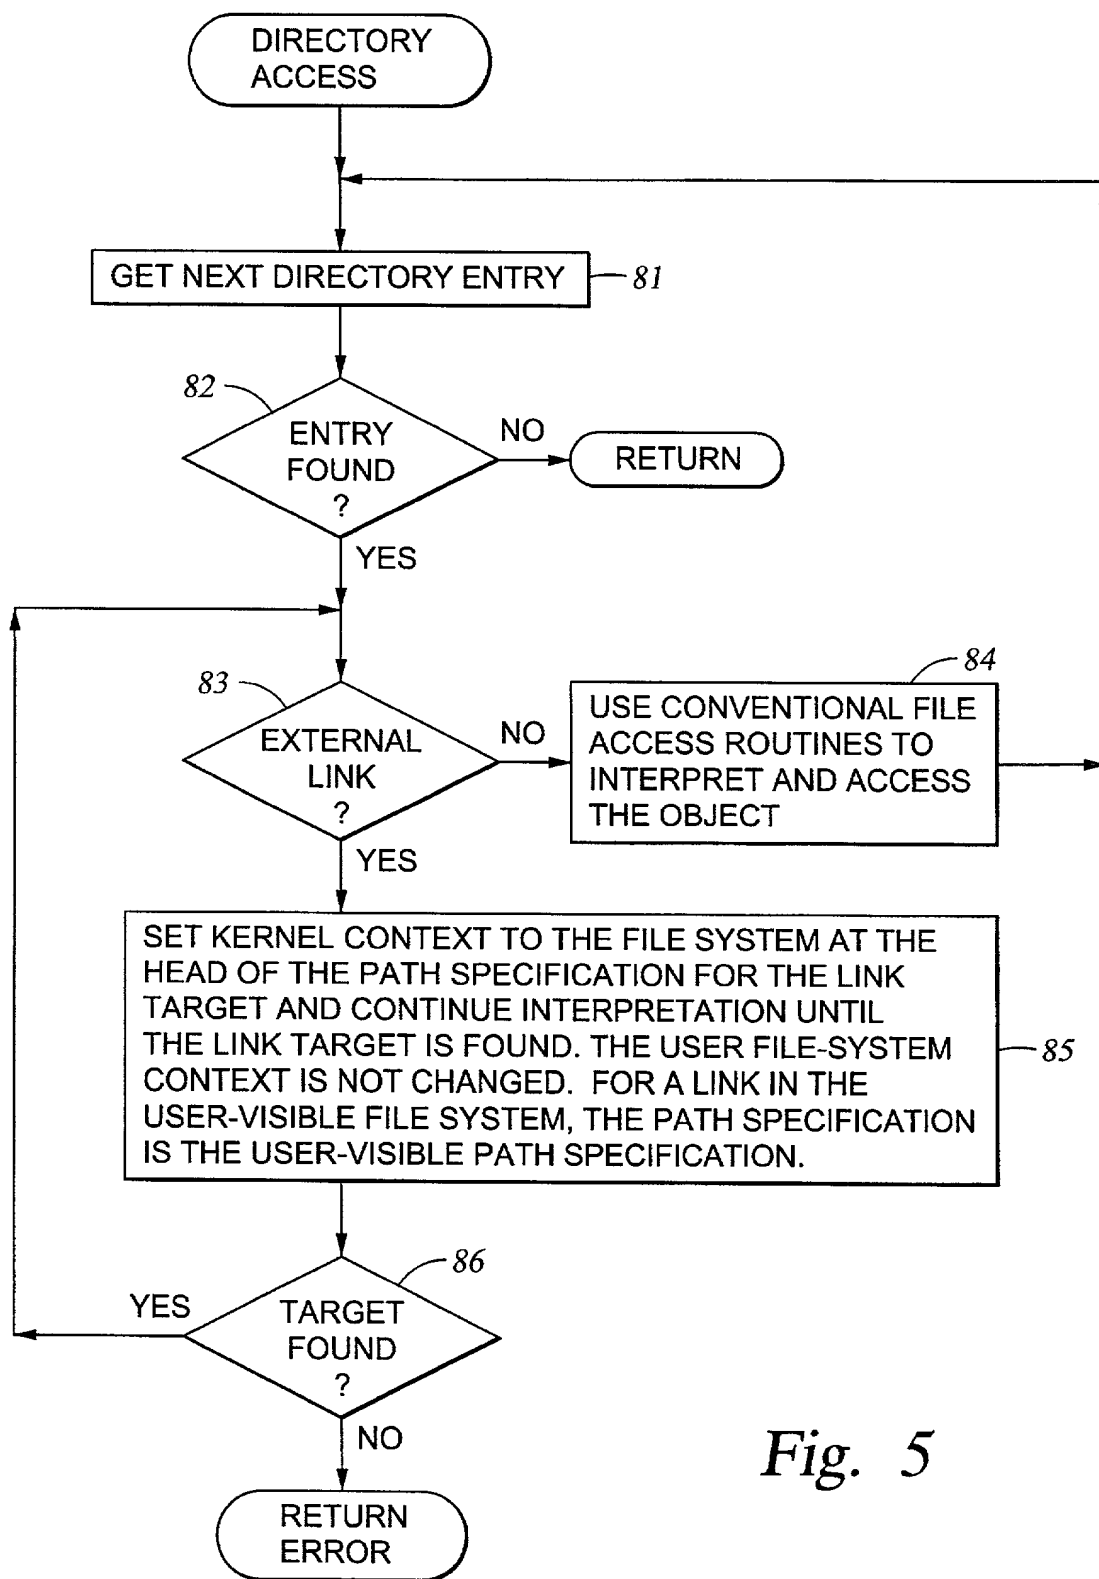 DIRECTORY
ACCESS
GET NEXT DIRECTORY ENTRY
81
82
ENTRY
FOUND
?
NO
RETURN
YES
83
EXTERNAL
LINK
?
NO
84
USE CONVENTIONAL FILE
ACCESS ROUTINES TO
INTERPRET AND ACCESS
THE OBJECT
YES
SET KERNEL CONTEXT TO THE FILE SYSTEM AT THE
HEAD OF THE PATH SPECIFICATION FOR THE LINK
TARGET AND CONTINUE INTERPRETATION UNTIL
THE LINK TARGET IS FOUND. THE USER FILE-SYSTEM
CONTEXT IS NOT CHANGED. FOR A LINK IN THE
USER-VISIBLE FILE SYSTEM, THE PATH SPECIFICATION
IS THE USER-VISIBLE PATH SPECIFICATION.
85
86
YES
TARGET
FOUND
?
NO
RETURN
ERROR
Fig. 5